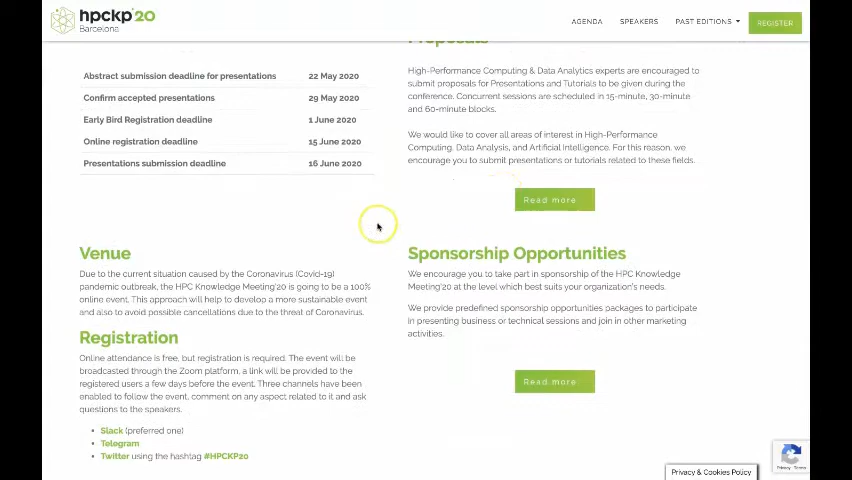 hpckp'20
Barcelona
AGENDA SPEAKERS PAST EDITIONS REGISTER
Proposals
Abstract submission deadline for presentations 22 May 2020
Confirm accepted presentations 29 May 2020
Early Bird Registration deadline 1 June 2020
Online registration deadline 15 June 2020
Presentations submission deadline 16 June 2020
High-Performance Computing & Data Analytics experts are encouraged to
submit proposals for Presentations and Tutorials to be given during the
conference. Concurrent sessions are scheduled in 15-minute, 30-minute
and 60-minute blocks.
We would like to cover all areas of interest in High-Performance
Computing, Data Analysis, and Artificial Intelligence. For this reason, we
encourage you to submit presentations or tutorials related to these fields.
Read more
Venue
Due to the current situation caused by the Coronavirus (Covid-19)
pandemic outbreak, the HPC Knowledge Meeting'20 is going to be a 100%
online event. This approach will help to develop a more sustainable event
and also to avoid possible cancellations due to the threat of Coronavirus.
Registration
Online attendance is free, but registration is required. The event will be
broadcasted through the Zoom platform, a link will be provided to the
registered users a few days before the event. Three channels have been
enabled to follow the event, comment on any aspect related to it and ask
questions to the speakers.
• Slack (preferred one)
• Telegram
• Twitter using the hashtag #HPCKP20
Sponsorship Opportunities
We encourage you to take part in sponsorship of the HPC Knowledge
Meeting'20 at the level which best suits your organization's needs.
We provide predefined sponsorship opportunities packages to participate
in presenting business or technical sessions and join in other marketing
activities.
Read more
Privacy - Terms
Privacy & Cookies Policy